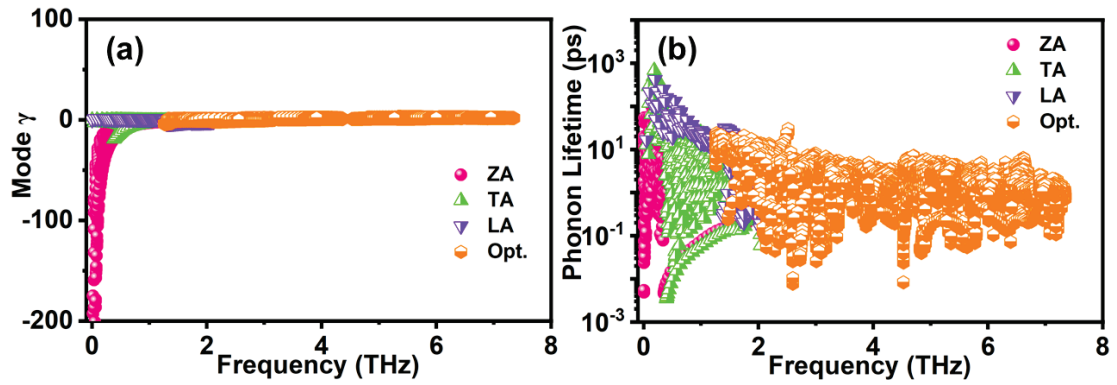 (a)
100
0
-100
-200
Mode γ
ZA
TA
LA
Opt.
0 2 4 6 8
Frequency (THz)
(b)
10³
10¹
10⁻¹
10⁻³
Phonon Lifetime (ps)
ZA
TA
LA
Opt.
0 2 4 6 8
Frequency (THz)